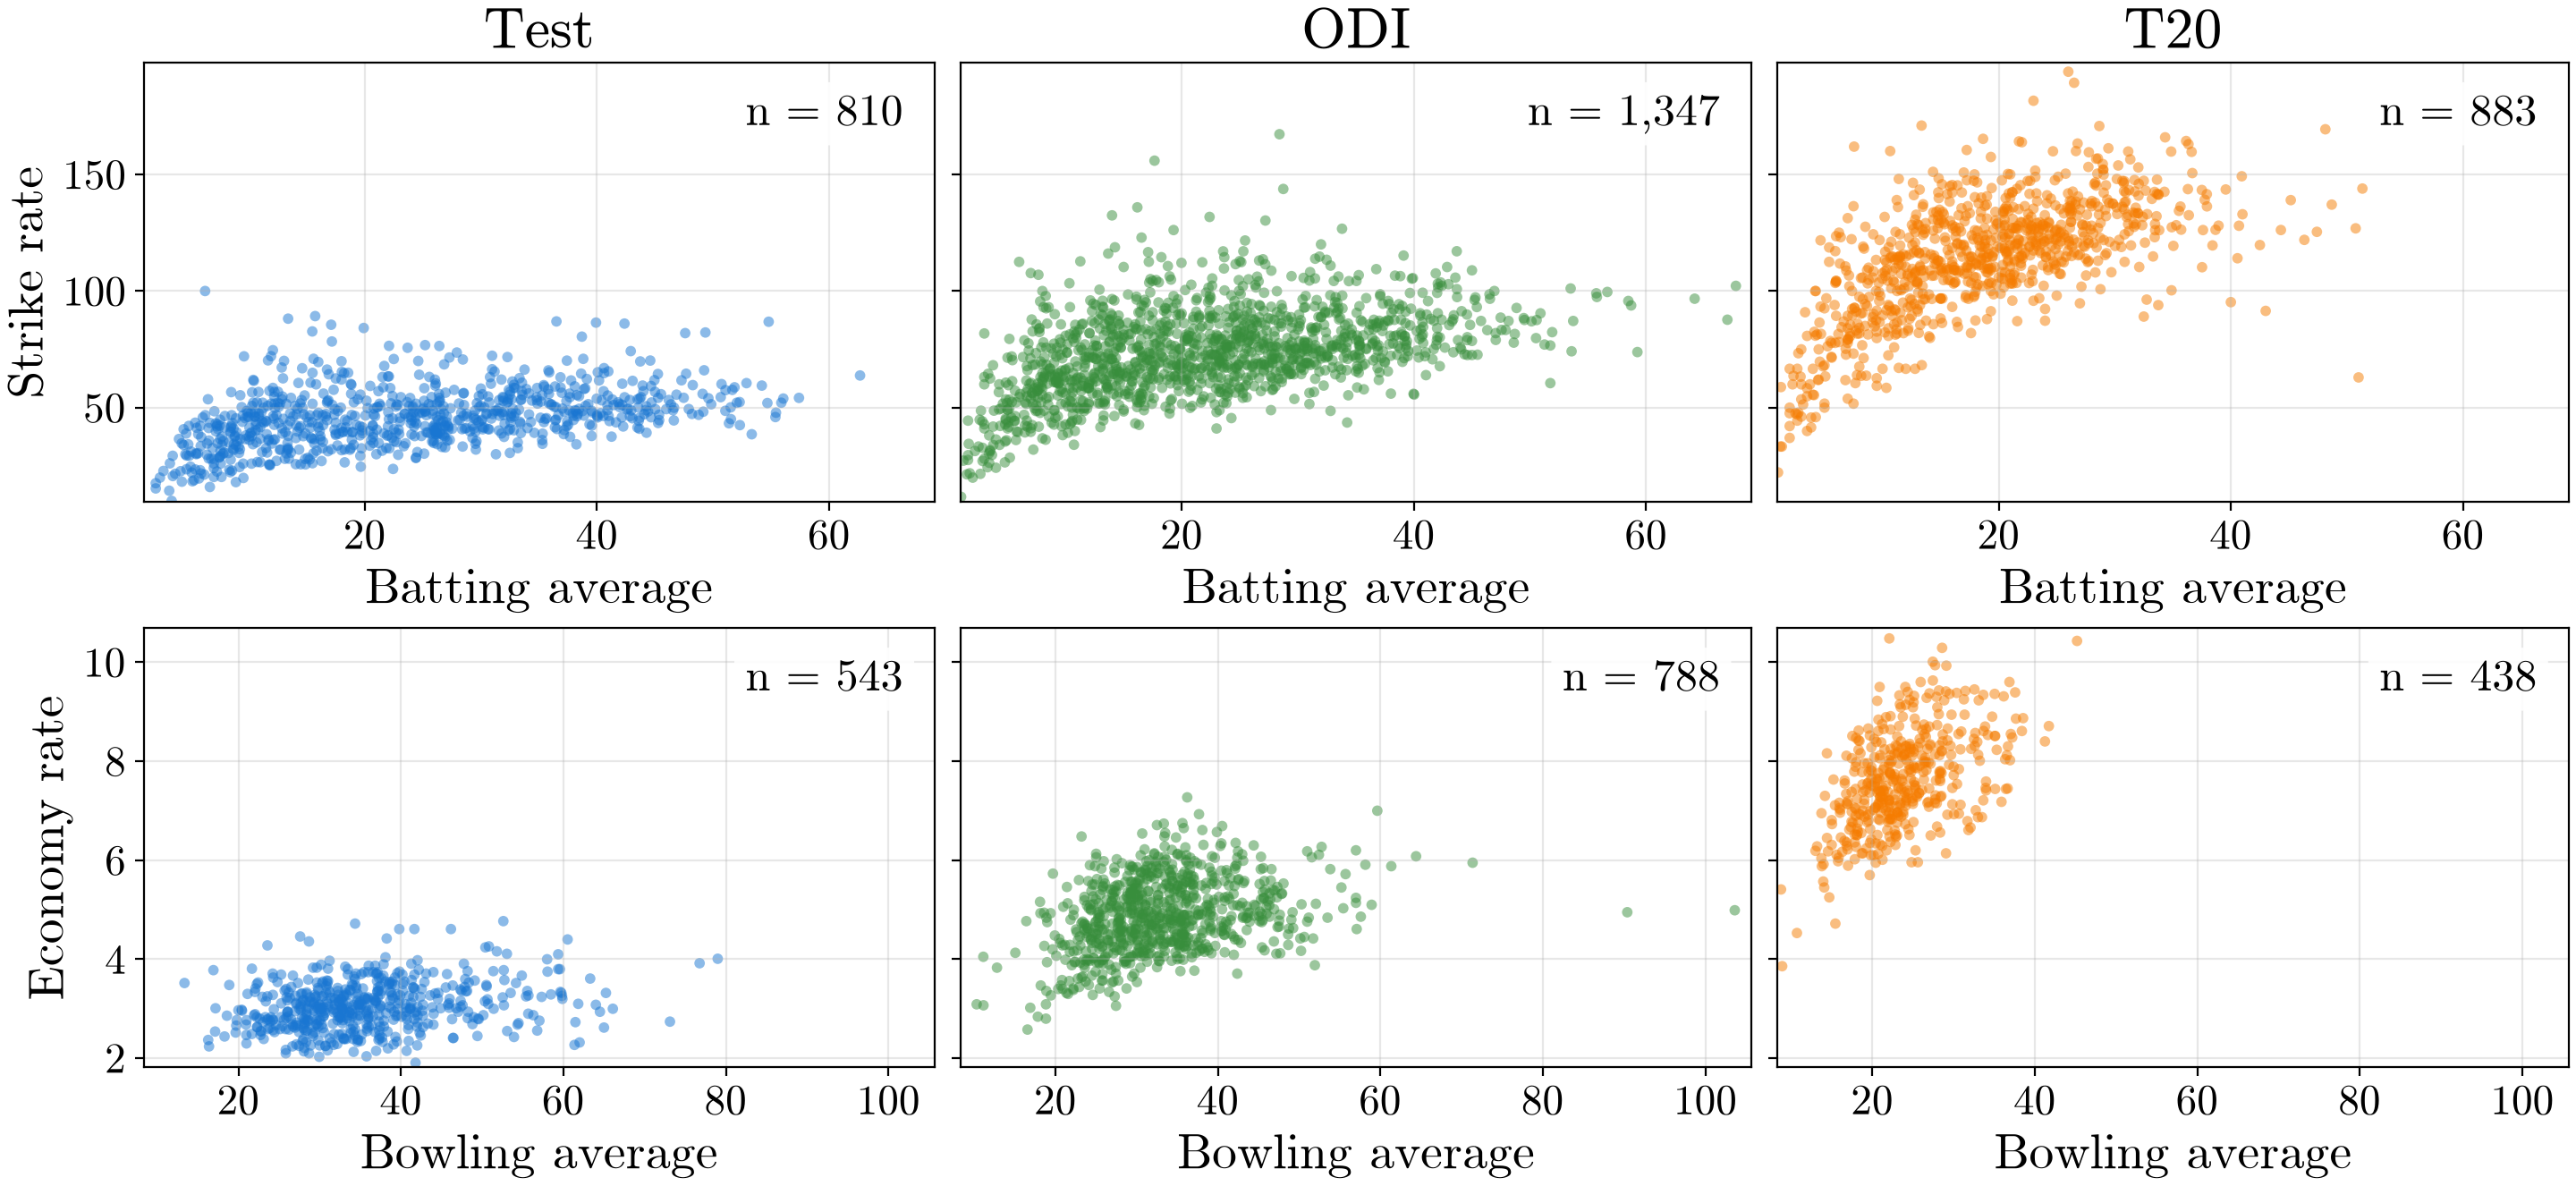 Test
ODI
T20
Strike rate
150
100
50
n = 810
n = 1,347
n = 883
20 40 60
20 40 60
20 40 60
Batting average
Batting average
Batting average
Economy rate
10
8
6
4
2
n = 543
n = 788
n = 438
20 40 60 80 100
20 40 60 80 100
20 40 60 80 100
Bowling average
Bowling average
Bowling average